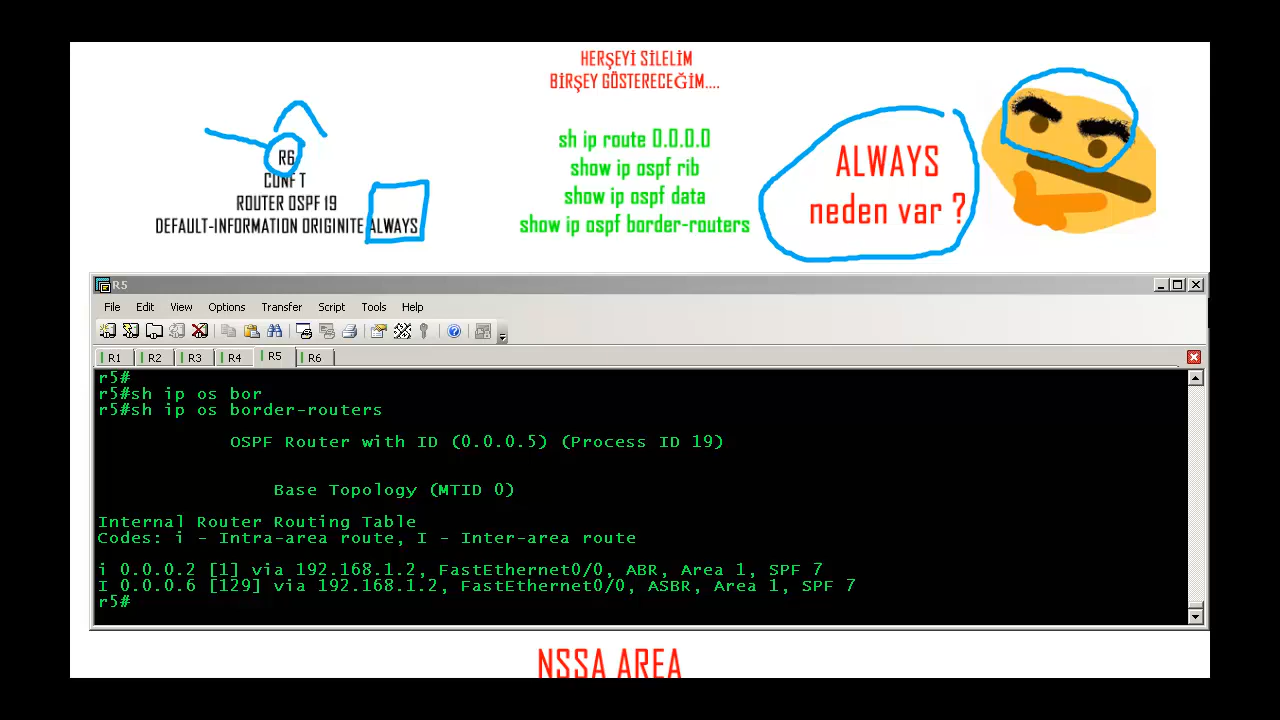 HERŞEYİ SİLELİM
BİRŞEY GÖSTERECEĞİM....
R6
CONF T
ROUTER OSPF 19
DEFAULT-INFORMATION ORIGINITE ALWAYS
sh ip route 0.0.0.0
show ip ospf rib
show ip ospf data
show ip ospf border-routers
ALWAYS
neden var ?
R5
File Edit View Options Transfer Script Tools Help
R1 R2 R3 R4 R5 R6
r5#
r5#sh ip os bor
r5#sh ip os border-routers
OSPF Router with ID (0.0.0.5) (Process ID 19)
Base Topology (MTID 0)
Internal Router Routing Table
Codes: i - Intra-area route, I - Inter-area route
i 0.0.0.2 [1] via 192.168.1.2, FastEthernet0/0, ABR, Area 1, SPF 7
I 0.0.0.6 [129] via 192.168.1.2, FastEthernet0/0, ASBR, Area 1, SPF 7
r5#
NSSA AREA